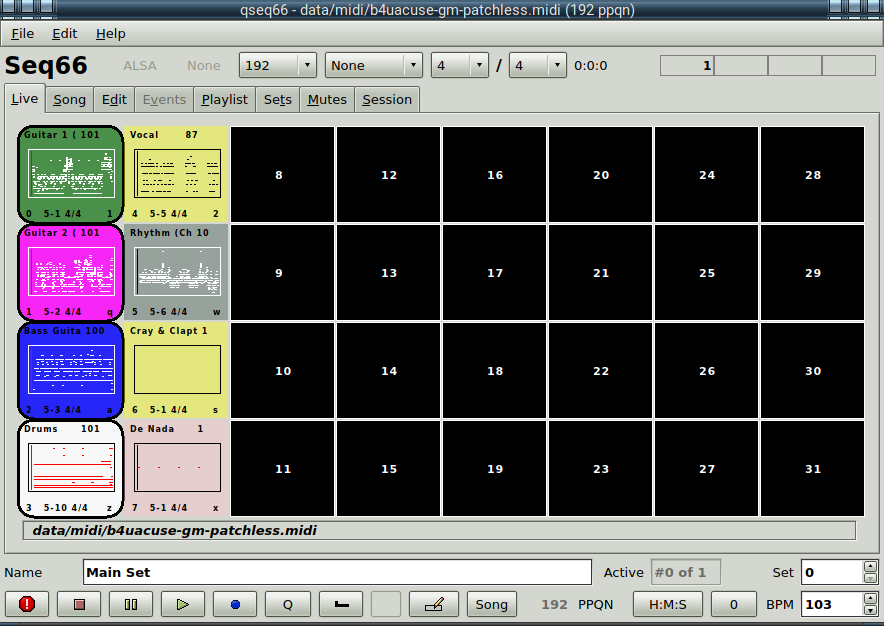 qseq66 - data/midi/b4uacuse-gm-patchless.midi (192 ppqn)
File Edit Help
Seq66 ALSA None 192 None 4 / 4 0:0:0 1
Live Song Edit Events Playlist Sets Mutes Session
Guitar 1 ( 101 Vocal 87
8 12 16 20 24 28
0 5-1 4/4 1 4 5-5 4/4 2
Guitar 2 ( 101 Rhythm (Ch 10
9 13 17 21 25 29
1 5-2 4/4 q 5 5-6 4/4 w
Bass Guita 100 Cray & Clapt 1
10 14 18 22 26 30
2 5-3 4/4 a 6 5-1 4/4 s
Drums 101 De Nada 1
11 15 19 23 27 31
3 5-10 4/4 z 7 5-1 4/4 x
data/midi/b4uacuse-gm-patchless.midi
Name Main Set Active #0 of 1 Set 0
Q Song 192 PPQN H:M:S 0 BPM 103